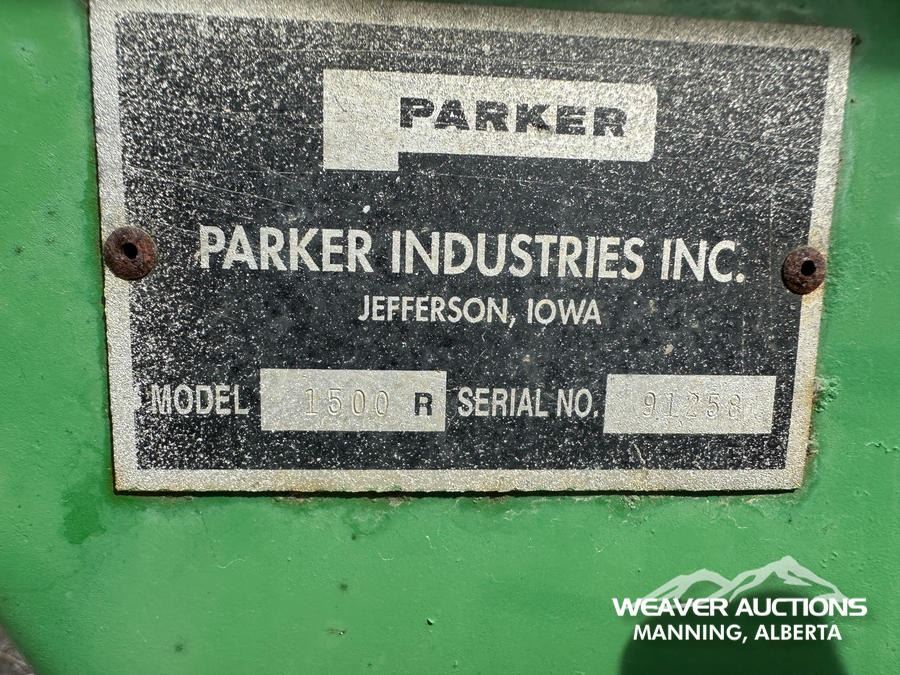 PARKER
PARKER INDUSTRIES INC.
JEFFERSON, IOWA
MODEL 1500 R SERIAL NO. 91258
WEAVER AUCTIONS
MANNING, ALBERTA